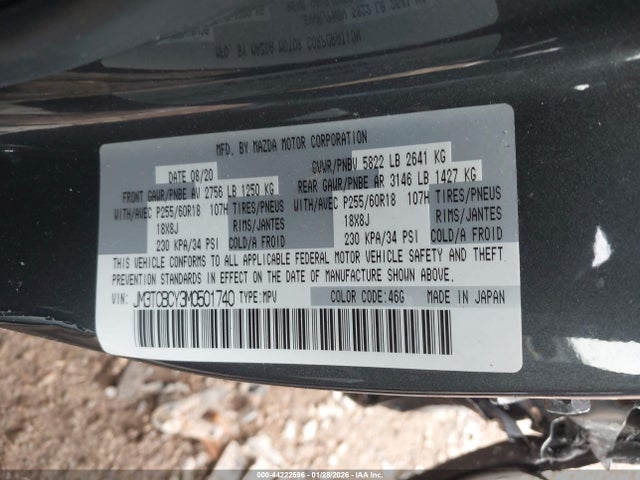 MFD. BY MAZDA MOTOR CORPORATION
DATE 08/20 GVWR/PNBV 5822 LB 2641 KG
FRONT GAWR/PNBE AV 2756 LB 1250 KG REAR GAWR/PNBE AR 3146 LB 1427 KG
WITH/AVEC P255/60R18 107H TIRES/PNEUS WITH/AVEC P255/60R18 107H TIRES/PNEUS
18X8J RIMS/JANTES 18X8J RIMS/JANTES
230 KPA/34 PSI COLD/A FROID 230 KPA/34 PSI COLD/A FROID
THIS VEHICLE CONFORMS TO ALL APPLICABLE FEDERAL MOTOR VEHICLE SAFETY AND THEFT
PREVENTION STANDARDS IN EFFECT ON THE DATE OF MANUFACTURE SHOWN ABOVE.
VIN: JM3TCBCY3M0501740 TYPE: MPV COLOR CODE: 46G MADE IN JAPAN
000-44222696 - 01/28/2026 - IAAI.COM